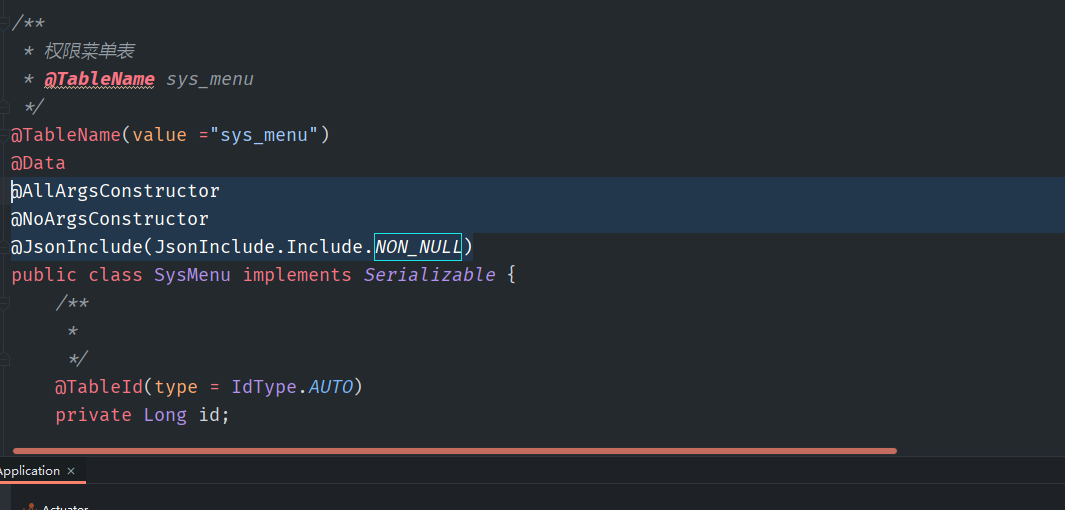 /**
 * 权限菜单表
 * @TableName sys_menu
 */
@TableName(value ="sys_menu")
@Data
@AllArgsConstructor
@NoArgsConstructor
@JsonInclude(JsonInclude.Include.NON_NULL)
public class SysMenu implements Serializable {
    /**
     *
     */
    @TableId(type = IdType.AUTO)
    private Long id;
Application ×
Actuator